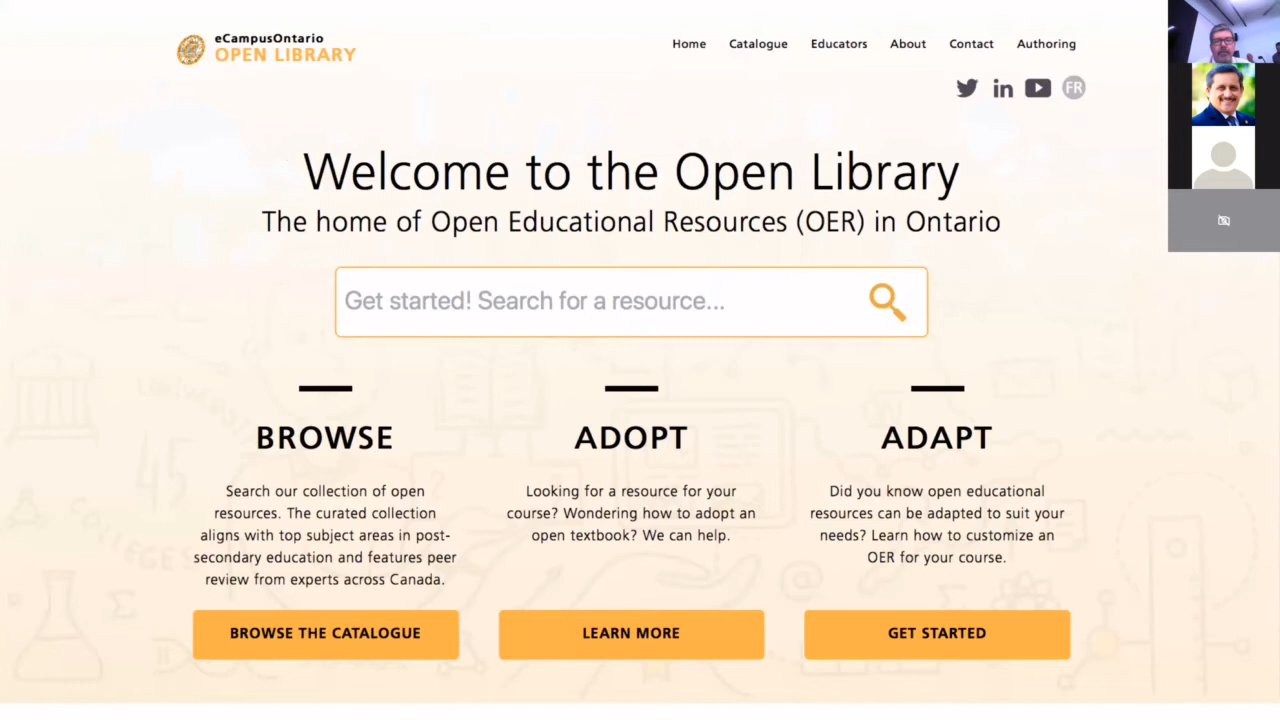 eCampusOntario
OPEN LIBRARY
Home Catalogue Educators About Contact Authoring
in FR
Welcome to the Open Library
The home of Open Educational Resources (OER) in Ontario
Get started! Search for a resource...
BROWSE
Search our collection of open
resources. The curated collection
aligns with top subject areas in post-
secondary education and features peer
review from experts across Canada.
BROWSE THE CATALOGUE
ADOPT
Looking for a resource for your
course? Wondering how to adopt an
open textbook? We can help.
LEARN MORE
ADAPT
Did you know open educational
resources can be adapted to suit your
needs? Learn how to customize an
OER for your course.
GET STARTED